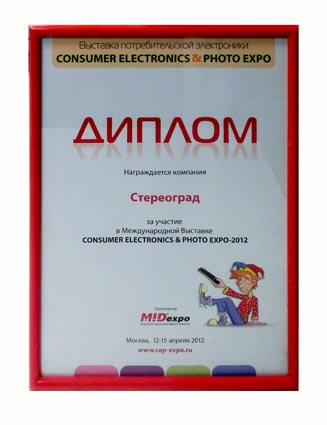 Выставка потребительской электроники
CONSUMER ELECTRONICS & PHOTO EXPO
ДИПЛОМ
Награждается компания
Стереоград
за участие
в Международной Выставке
CONSUMER ELECTRONICS & PHOTO EXPO-2012
Организатор
MIDexpo
Москва, 12-15 апреля 2012
www.cep-expo.ru